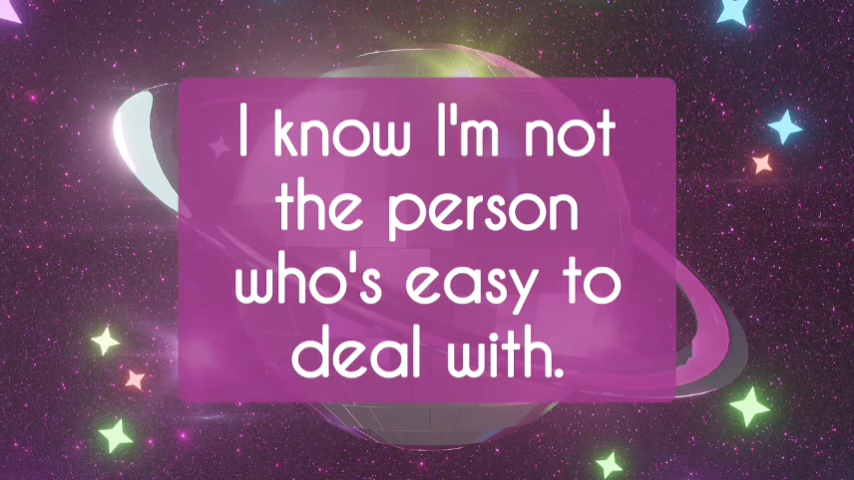 I know I'm not
the person
who's easy to
deal with.